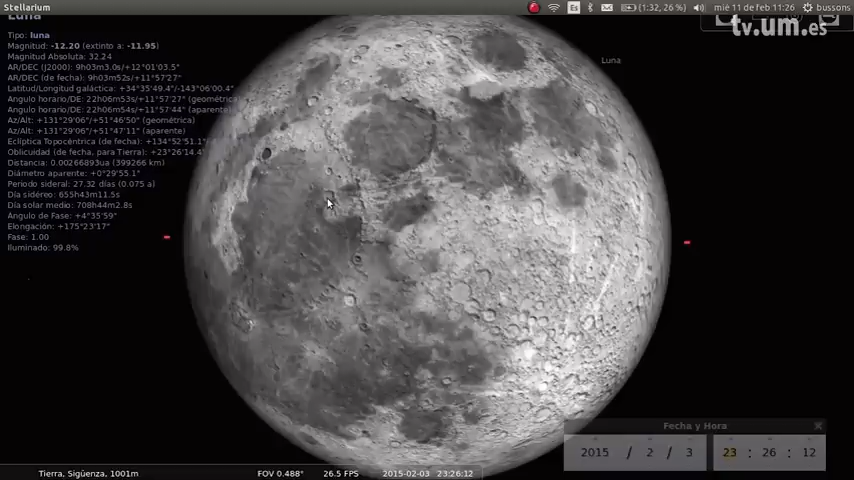 Stellarium
Es
(1:32, 26 %)
mié 11 de feb 11:26
bussons
tv.um.es
Luna
Tipo: luna
Magnitud: -12.20 (extinto a: -11.95)
Magnitud Absoluta: 32.24
AR/DEC (J2000): 9h03m3.0s/+12°01'03.5"
AR/DEC (de fecha): 9h03m52s/+11°57'27"
Latitud/Longitud galáctica: +34°35'49.4"/-143°06'00.4"
Angulo horario/DE: 22h06m53s/+11°57'27" (geométrica)
Angulo horario/DE: 22h06m54s/+11°57'44" (aparente)
Az/Alt: +131°29'06"/+51°46'50" (geométrica)
Az/Alt: +131°29'06"/+51°47'11" (aparente)
Eclíptica Topocéntrica (de fecha): +134°52'51.1"
Oblicuidad (de fecha, para Tierra): +23°26'14.4"
Distancia: 0.00266893ua (399266 km)
Diámetro aparente: +0°29'55.1"
Periodo sideral: 27.32 días (0.075 a)
Día sidéreo: 655h43m11.5s
Día solar medio: 708h44m2.8s
Ángulo de Fase: +4°35'59"
Elongación: +175°23'17"
Fase: 1.00
Iluminado: 99.8%
Luna
Fecha y Hora
2015 / 2 / 3 23 : 26 : 12
Tierra, Sigüenza, 1001m FOV 0.488° 26.5 FPS 2015-02-03 23:26:12